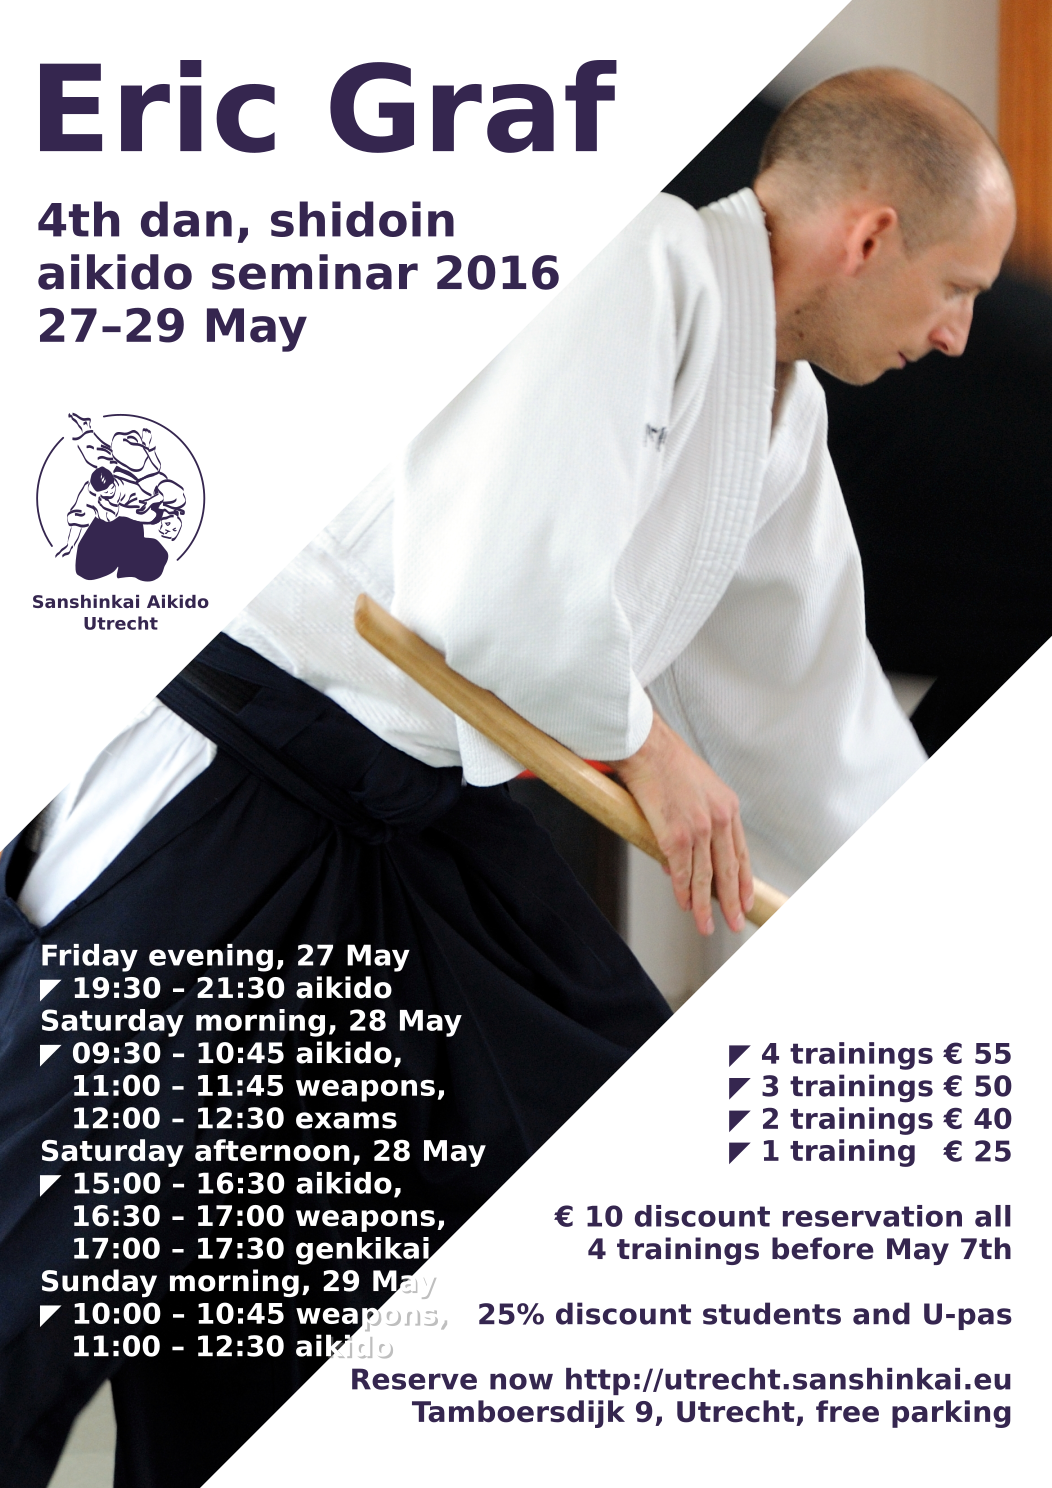 Eric Graf
4th dan, shidoin
aikido seminar 2016
27–29 May
Sanshinkai Aikido
Utrecht
Friday evening, 27 May
19:30 – 21:30 aikido
Saturday morning, 28 May
09:30 – 10:45 aikido,
11:00 – 11:45 weapons,
12:00 – 12:30 exams
Saturday afternoon, 28 May
15:00 – 16:30 aikido,
16:30 – 17:00 weapons,
17:00 – 17:30 genkikai
Sunday morning, 29 May
10:00 – 10:45 weapons,
11:00 – 12:30 aikido
4 trainings € 55
3 trainings € 50
2 trainings € 40
1 training € 25
€ 10 discount reservation all
4 trainings before May 7th
25% discount students and U-pas
Reserve now http://utrecht.sanshinkai.eu
Tamboersdijk 9, Utrecht, free parking